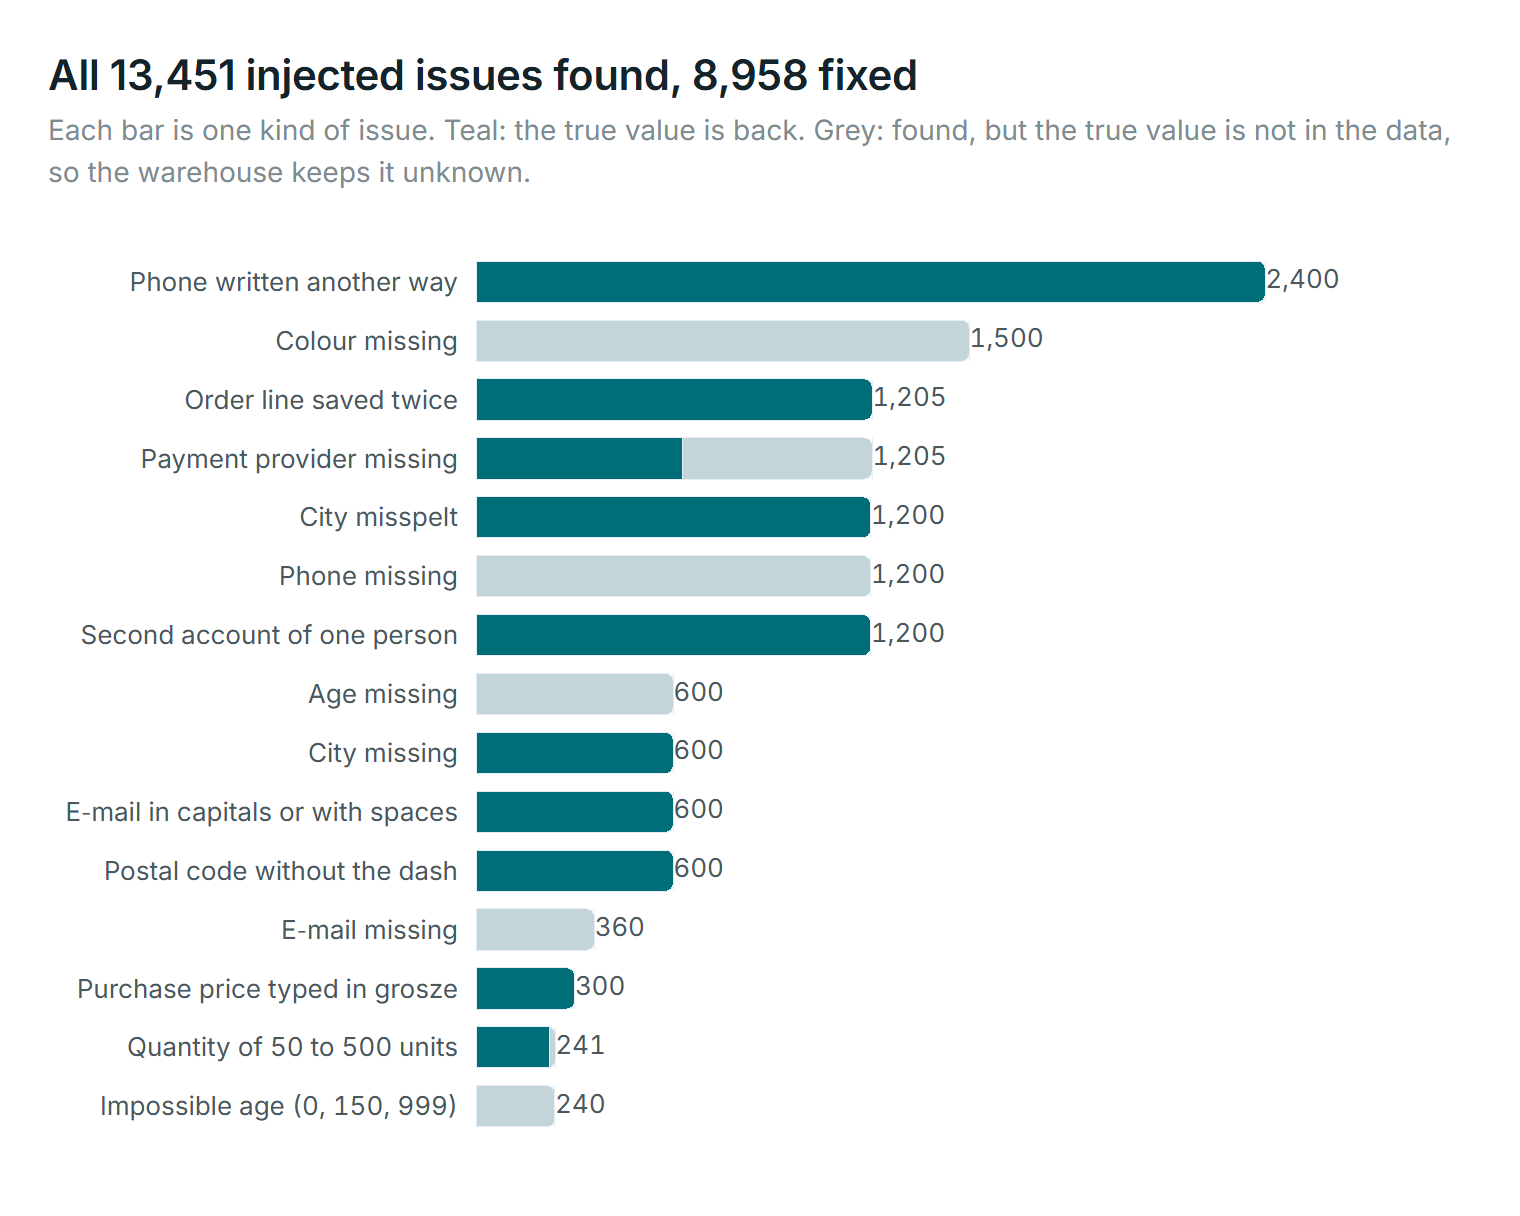 All 13,451 injected issues found, 8,958 fixed
Each bar is one kind of issue. Teal: the true value is back. Grey: found, but the true value is not in the data,
so the warehouse keeps it unknown.
Phone written another way 2,400
Colour missing 1,500
Order line saved twice 1,205
Payment provider missing 1,205
City misspelt 1,200
Phone missing 1,200
Second account of one person 1,200
Age missing 600
City missing 600
E-mail in capitals or with spaces 600
Postal code without the dash 600
E-mail missing 360
Purchase price typed in grosze 300
Quantity of 50 to 500 units 241
Impossible age (0, 150, 999) 240